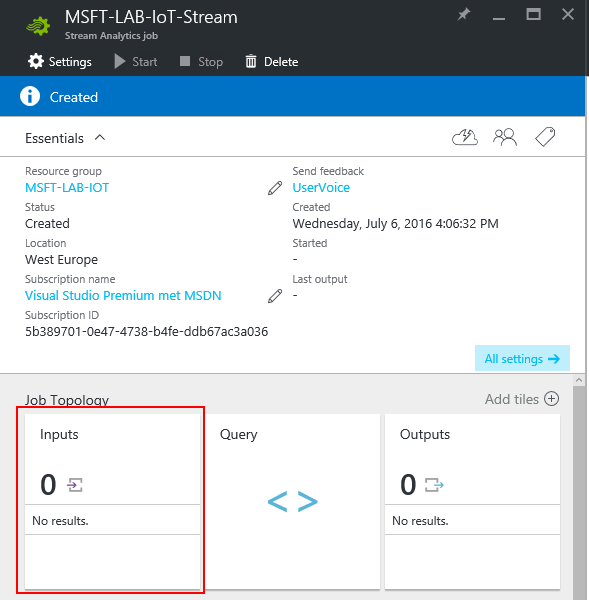 MSFT-LAB-IoT-Stream
Stream Analytics job
Settings Start Stop Delete
Created
Essentials
Resource group
MSFT-LAB-IOT
Status
Created
Location
West Europe
Subscription name
Visual Studio Premium met MSDN
Subscription ID
5b389701-0e47-4738-b4fe-ddb67ac3a036
Send feedback
UserVoice
Created
Wednesday, July 6, 2016 4:06:32 PM
Started
-
Last output
-
All settings
Job Topology
Add tiles
Inputs
0
No results.
Query
< >
Outputs
0
No results.